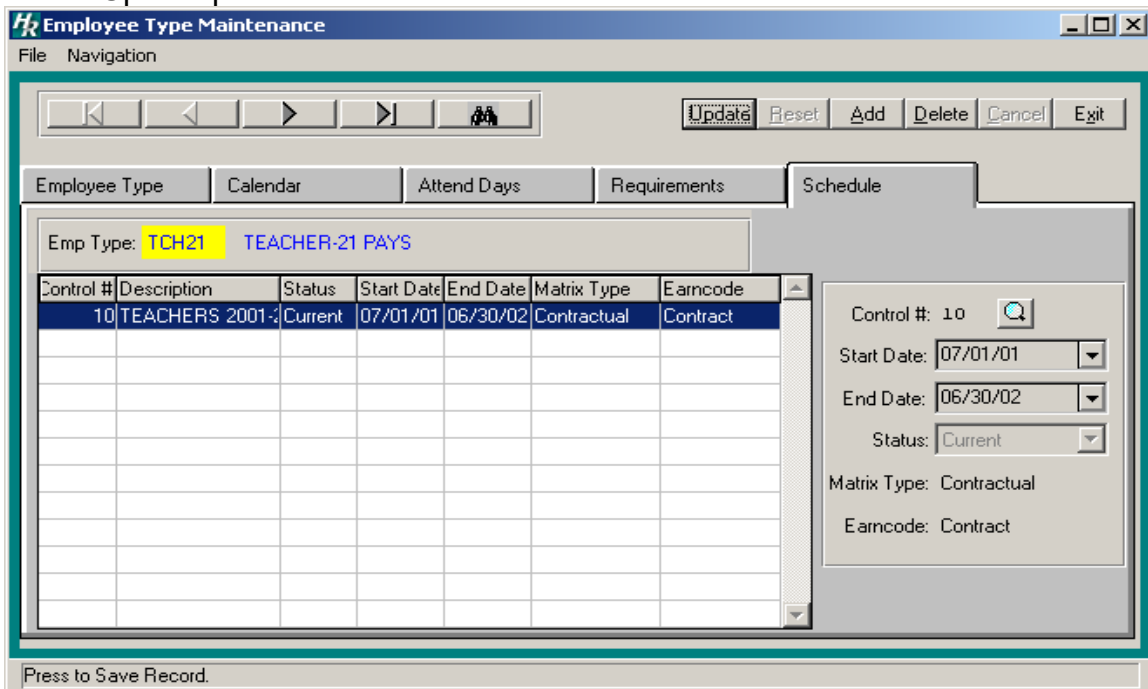 HR Employee Type Maintenance
File Navigation
Update Reset Add Delete Cancel Exit
Employee Type Calendar Attend Days Requirements Schedule
Emp Type: TCH21 TEACHER-21 PAYS
Control # Description Status Start Date End Date Matrix Type Earncode
10 TEACHERS 2001-2 Current 07/01/01 06/30/02 Contractual Contract
Control #: 10
Start Date: 07/01/01
End Date: 06/30/02
Status: Current
Matrix Type: Contractual
Earncode: Contract
Press to Save Record.